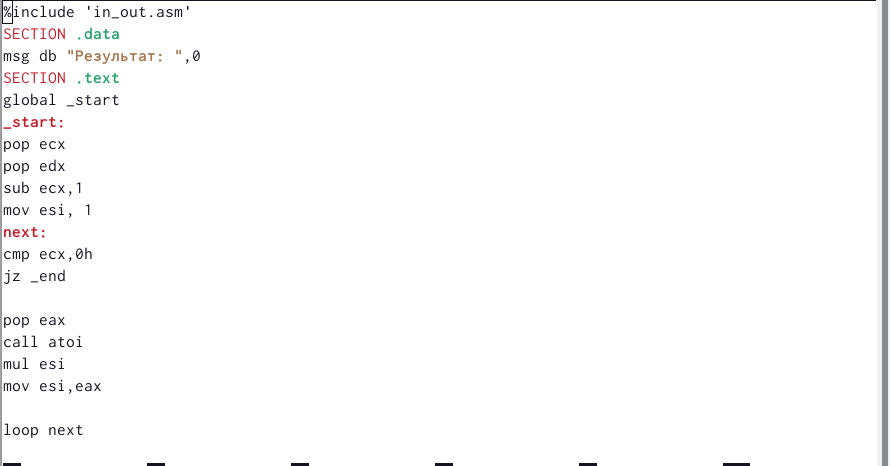 %include 'in_out.asm'
SECTION .data
msg db "Результат: ",0
SECTION .text
global _start
_start:
pop ecx
pop edx
sub ecx,1
mov esi, 1
next:
cmp ecx,0h
jz _end
pop eax
call atoi
mul esi
mov esi,eax
loop next